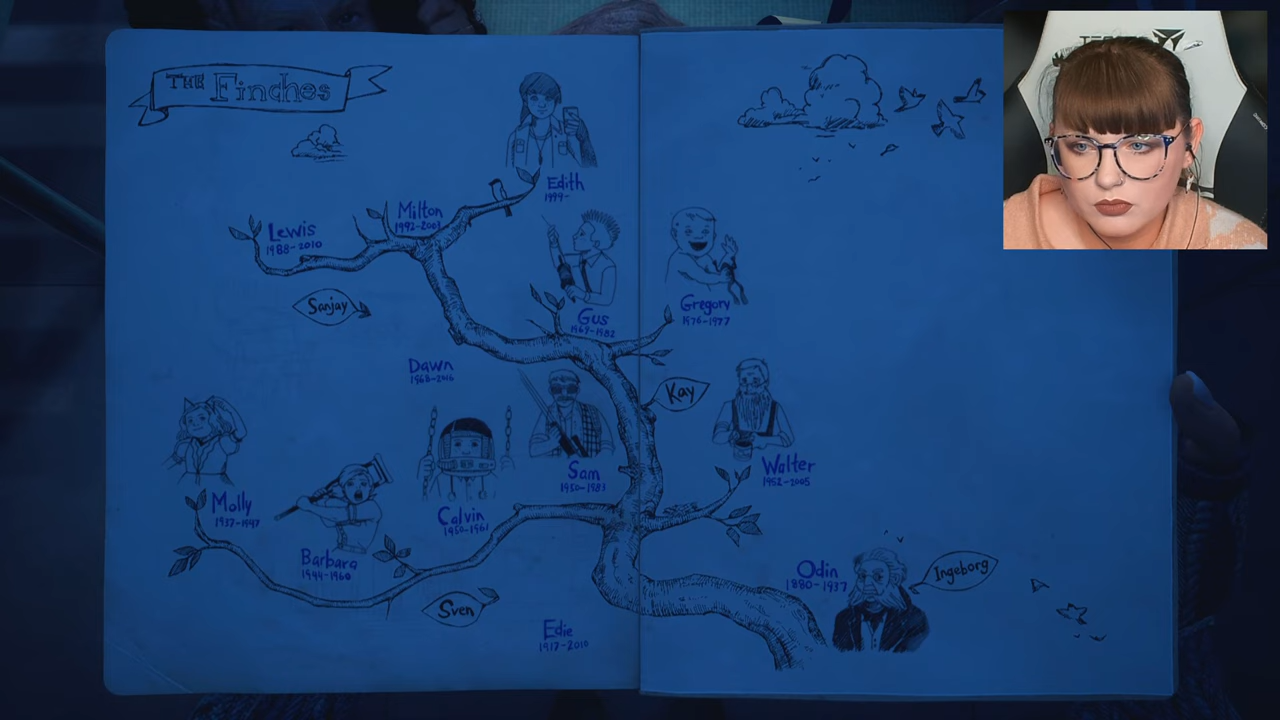 THE Finches
Edith
1999-
Milton
1992-2003
Lewis
1988-2010
Sanjay
Gus
1969-1982
Gregory
1976-1977
Dawn
1968-2016
Kay
Sam
1950-1983
Walter
1952-2005
Molly
1937-1947
Calvin
1950-1961
Barbara
1944-1960
Sven
Odin
1880-1937
Ingeborg
Edie
1917-2010